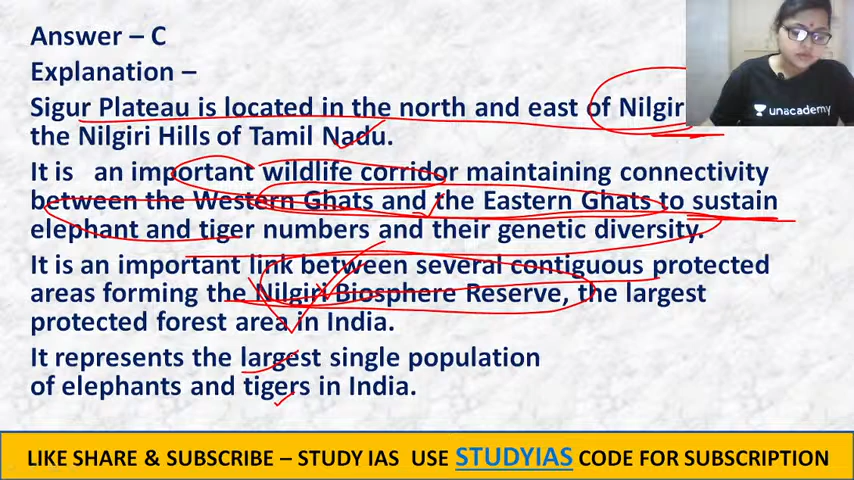 Answer – C
Explanation –
Sigur Plateau is located in the north and east of Nilgir
the Nilgiri Hills of Tamil Nadu.
It is an important wildlife corridor maintaining connectivity
between the Western Ghats and the Eastern Ghats to sustain
elephant and tiger numbers and their genetic diversity.
It is an important link between several contiguous protected
areas forming the Nilgiri Biosphere Reserve, the largest
protected forest area in India.
It represents the largest single population
of elephants and tigers in India.
unacademy
LIKE SHARE & SUBSCRIBE – STUDY IAS USE STUDYIAS CODE FOR SUBSCRIPTION